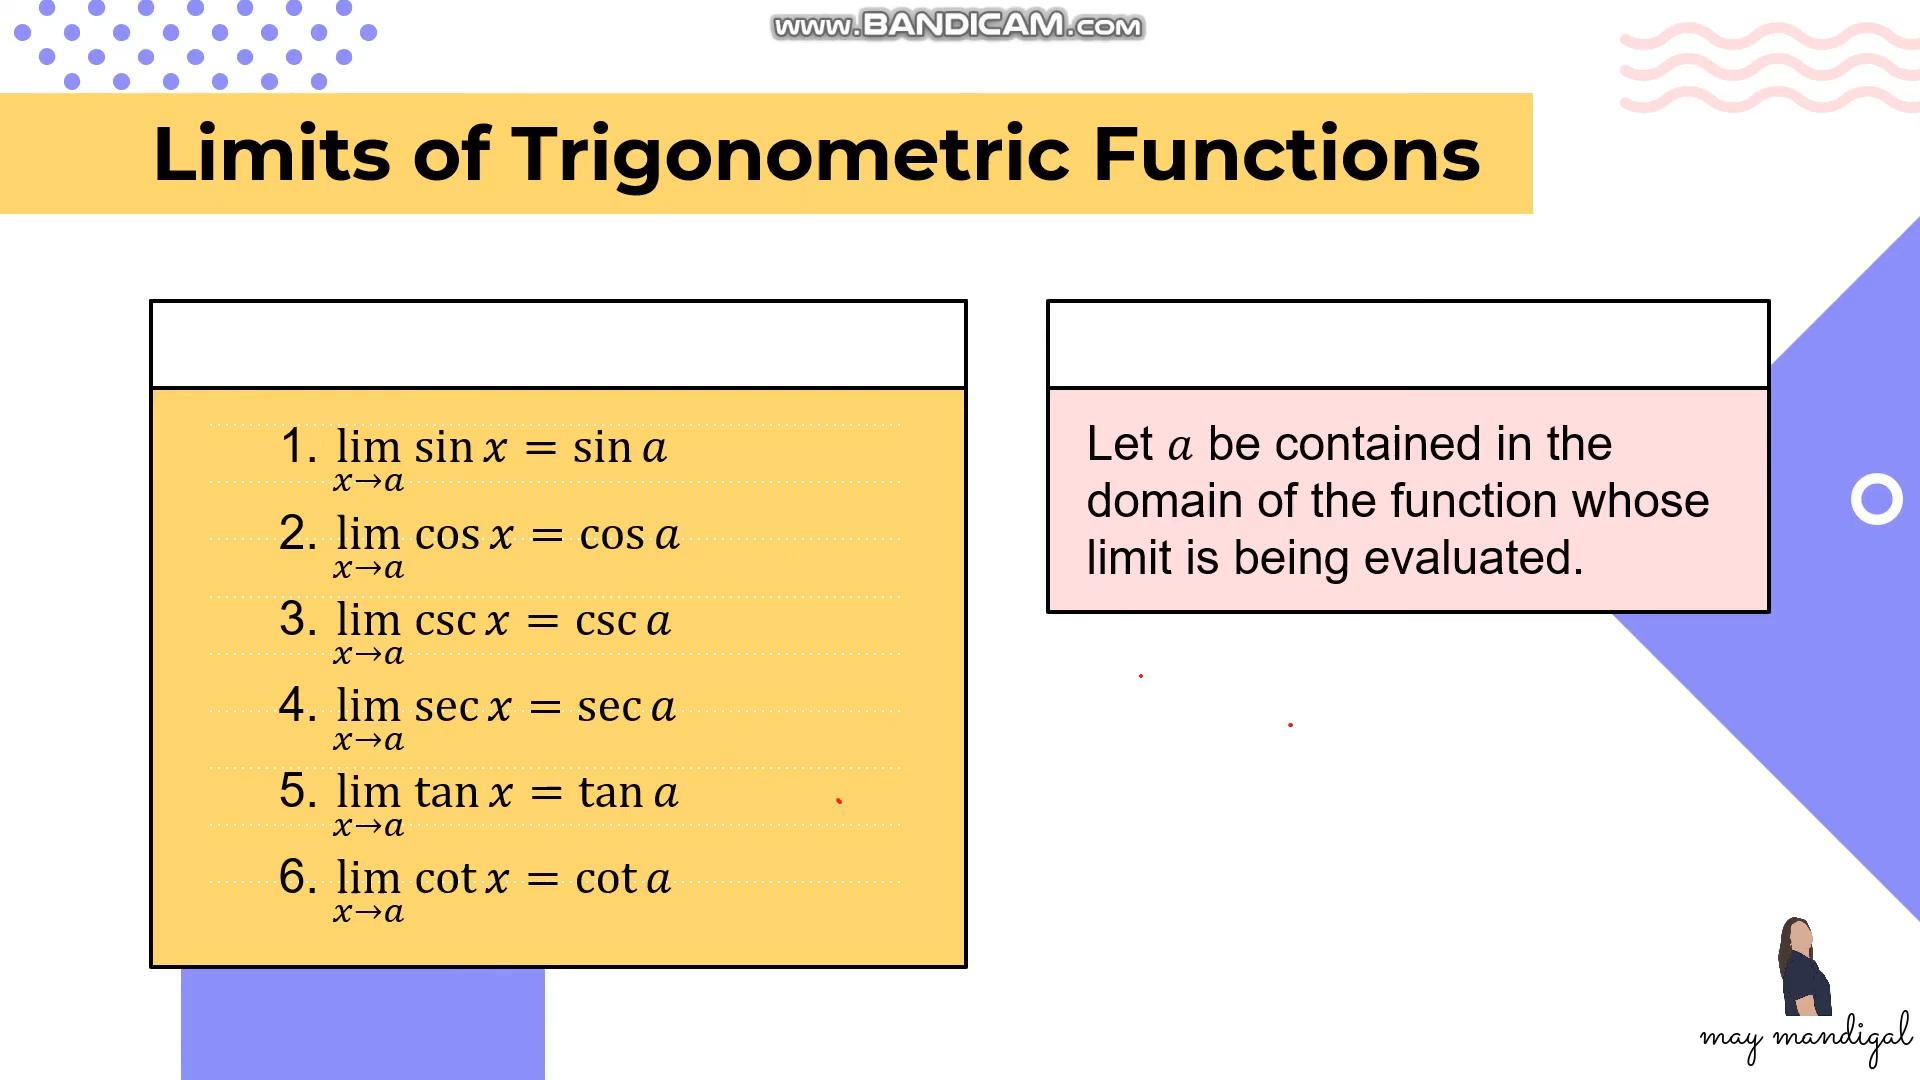 www.BANDICAM.com
Limits of Trigonometric Functions
1. lim sin x = sin a
x→a
2. lim cos x = cos a
x→a
3. lim csc x = csc a
x→a
4. lim sec x = sec a
x→a
5. lim tan x = tan a
x→a
6. lim cot x = cot a
x→a
Let a be contained in the
domain of the function whose
limit is being evaluated.
may mandigal